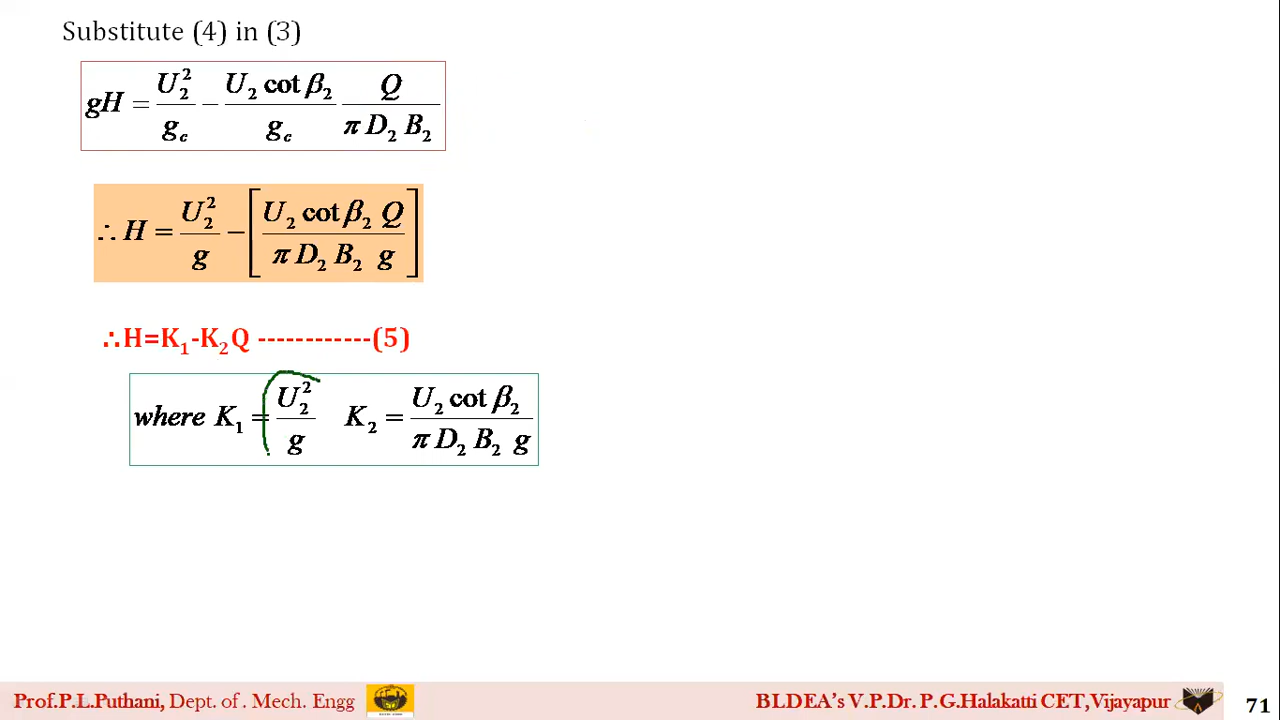 Substitute (4) in (3)
gH = U₂²/g_c − U₂ cot β₂/g_c Q/π D₂ B₂
∴ H = U₂²/g − [U₂ cot β₂ Q/π D₂ B₂ g]
∴H=K₁-K₂Q ------------(5)
where K₁ = U₂²/g K₂ = U₂ cot β₂/π D₂ B₂ g
Prof.P.L.Puthani, Dept. of. Mech. Engg BLDEA's V.P.Dr. P.G.Halakatti CET,Vijayapur 71